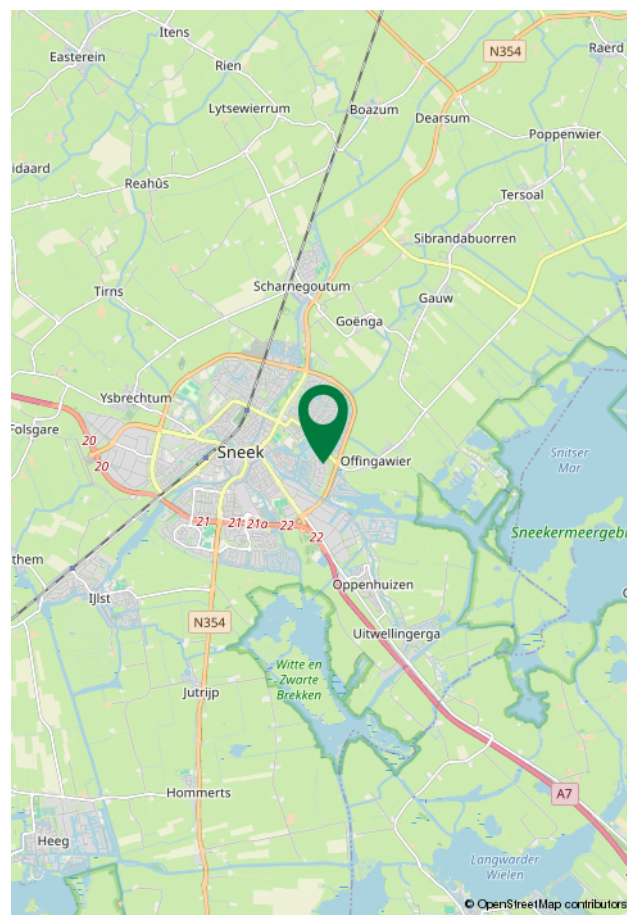 Itens
Easterein
N354
Raerd
Rien
Lytsewierrum
Boazum
Dearsum
Poppenwier
idaard
Reahûs
Tersoal
Sibrandabuorren
Scharnegoutum
Tirns
Gauw
Goënga
Ysbrechtum
Folsgare
20
20
Sneek
Offingawier
Snitser
Mar
Sneekermeergebi
21
21
21a
22
22
them
IJlst
Oppenhuizen
N354
Uitwellingerga
Witte en
Zwarte
Brekken
Jutrijp
Hommerts
A7
Heeg
Langwarder
Wielen
© OpenStreetMap contributors